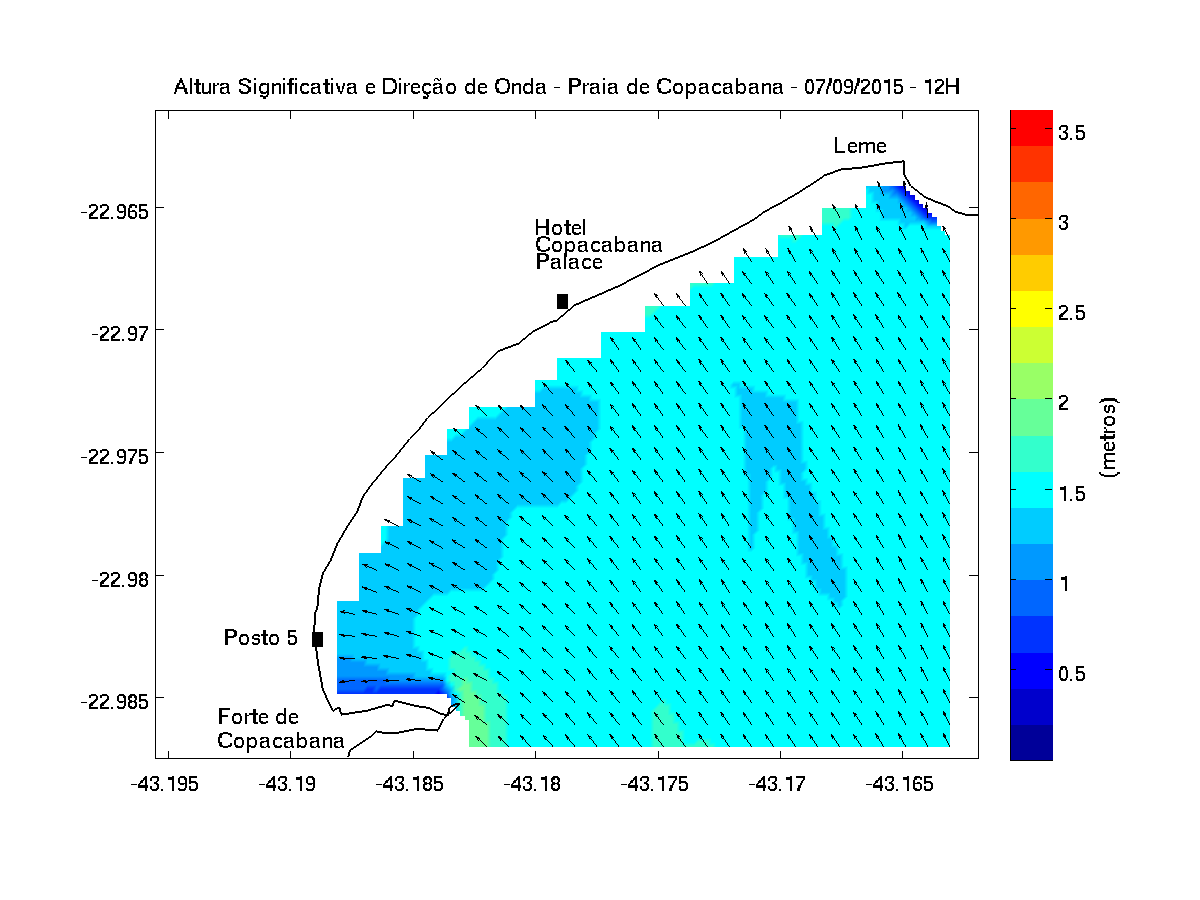 Altura Significativa e Direção de Onda - Praia de Copacabana - 07/09/2015 - 12H
Leme
Hotel
Copacabana
Palace
Posto 5
Forte de
Copacabana
-22.965
-22.97
-22.975
-22.98
-22.985
-43.195
-43.19
-43.185
-43.18
-43.175
-43.17
-43.165
3.5
3
2.5
2
1.5
1
0.5
(metros)